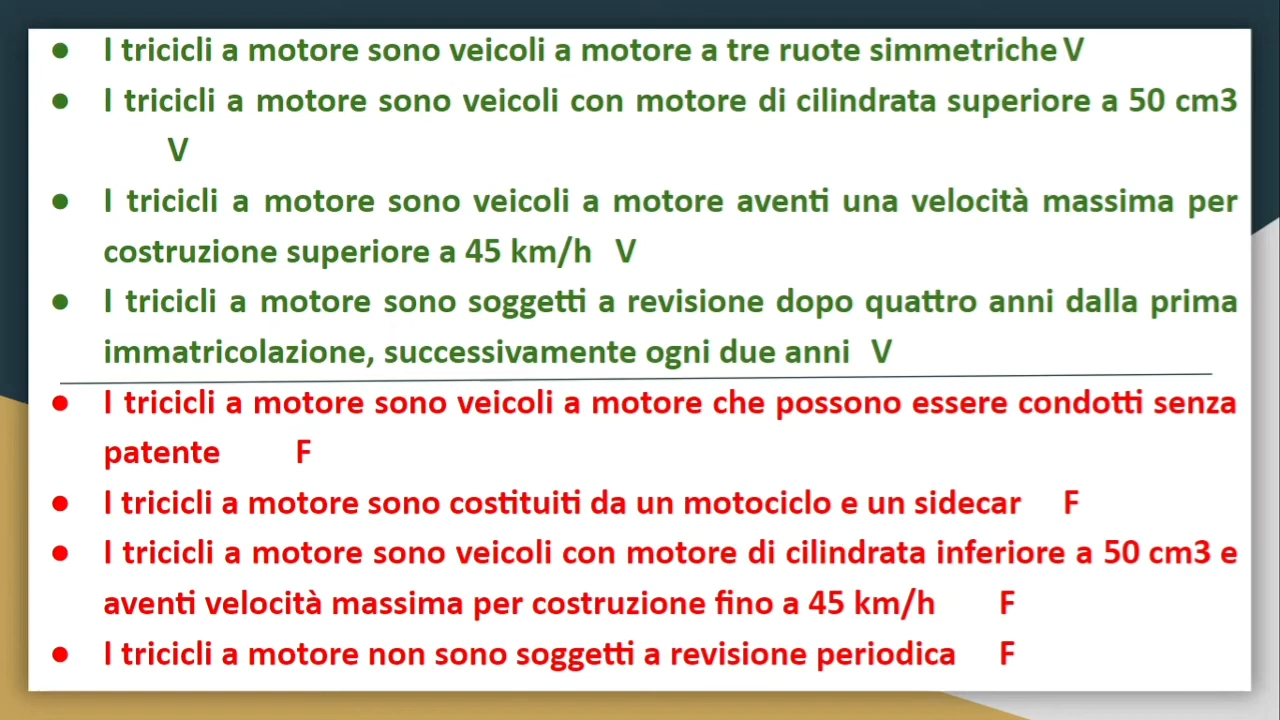 ● I tricicli a motore sono veicoli a motore a tre ruote simmetriche V
● I tricicli a motore sono veicoli con motore di cilindrata superiore a 50 cm3
V
● I tricicli a motore sono veicoli a motore aventi una velocità massima per
costruzione superiore a 45 km/h V
● I tricicli a motore sono soggetti a revisione dopo quattro anni dalla prima
immatricolazione, successivamente ogni due anni V
● I tricicli a motore sono veicoli a motore che possono essere condotti senza
patente F
● I tricicli a motore sono costituiti da un motociclo e un sidecar F
● I tricicli a motore sono veicoli con motore di cilindrata inferiore a 50 cm3 e
aventi velocità massima per costruzione fino a 45 km/h F
● I tricicli a motore non sono soggetti a revisione periodica F